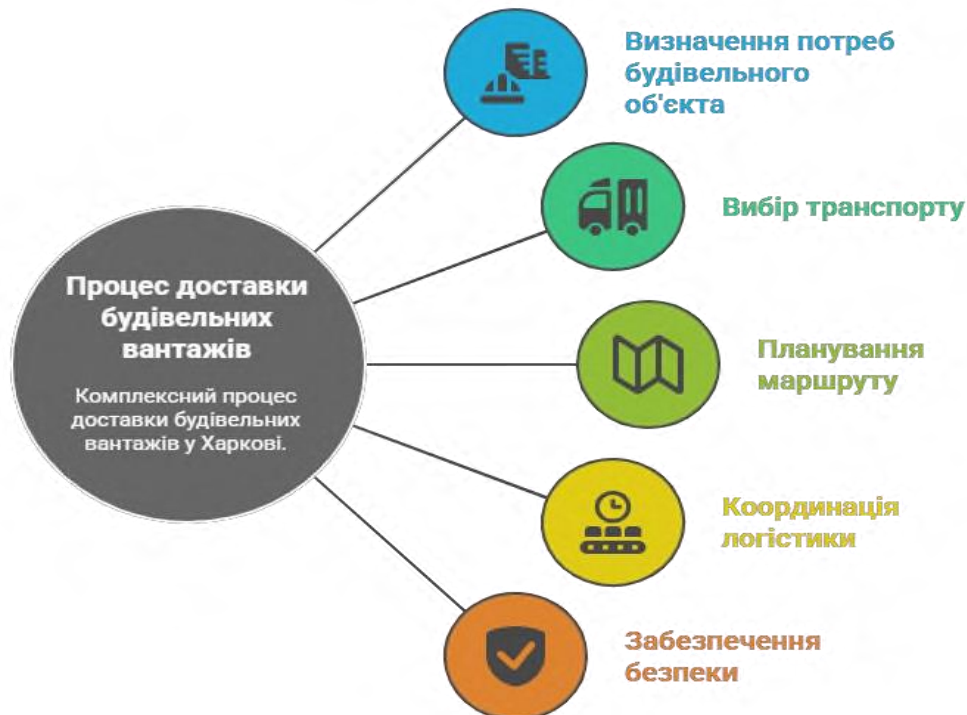 Визначення потреб
будівельного
об'єкта
Вибір транспорту
Процес доставки
будівельних
вантажів
Комплексний процес
доставки будівельних
вантажів у Харкові.
Планування
маршруту
Координація
логістики
Забезпечення
безпеки